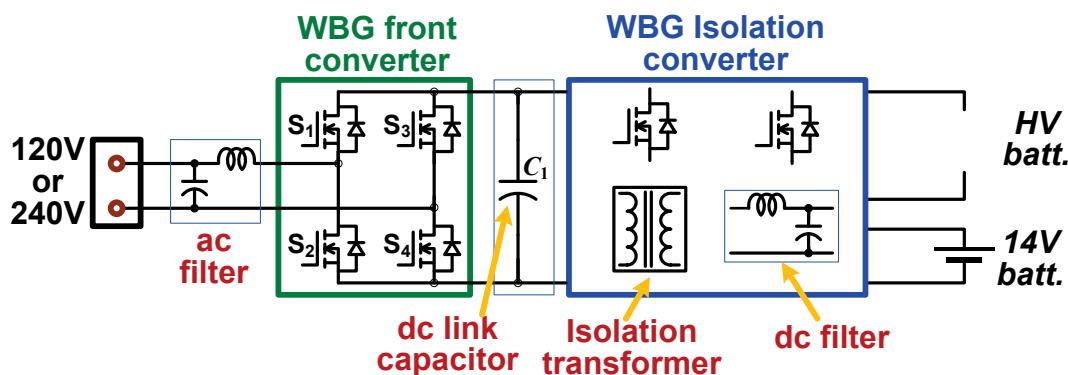 WBG front
converter
WBG Isolation
converter
120V
or
240V
S1
S3
S2
S4
C1
HV
batt.
14V
batt.
ac
filter
dc link
capacitor
Isolation
transformer
dc filter